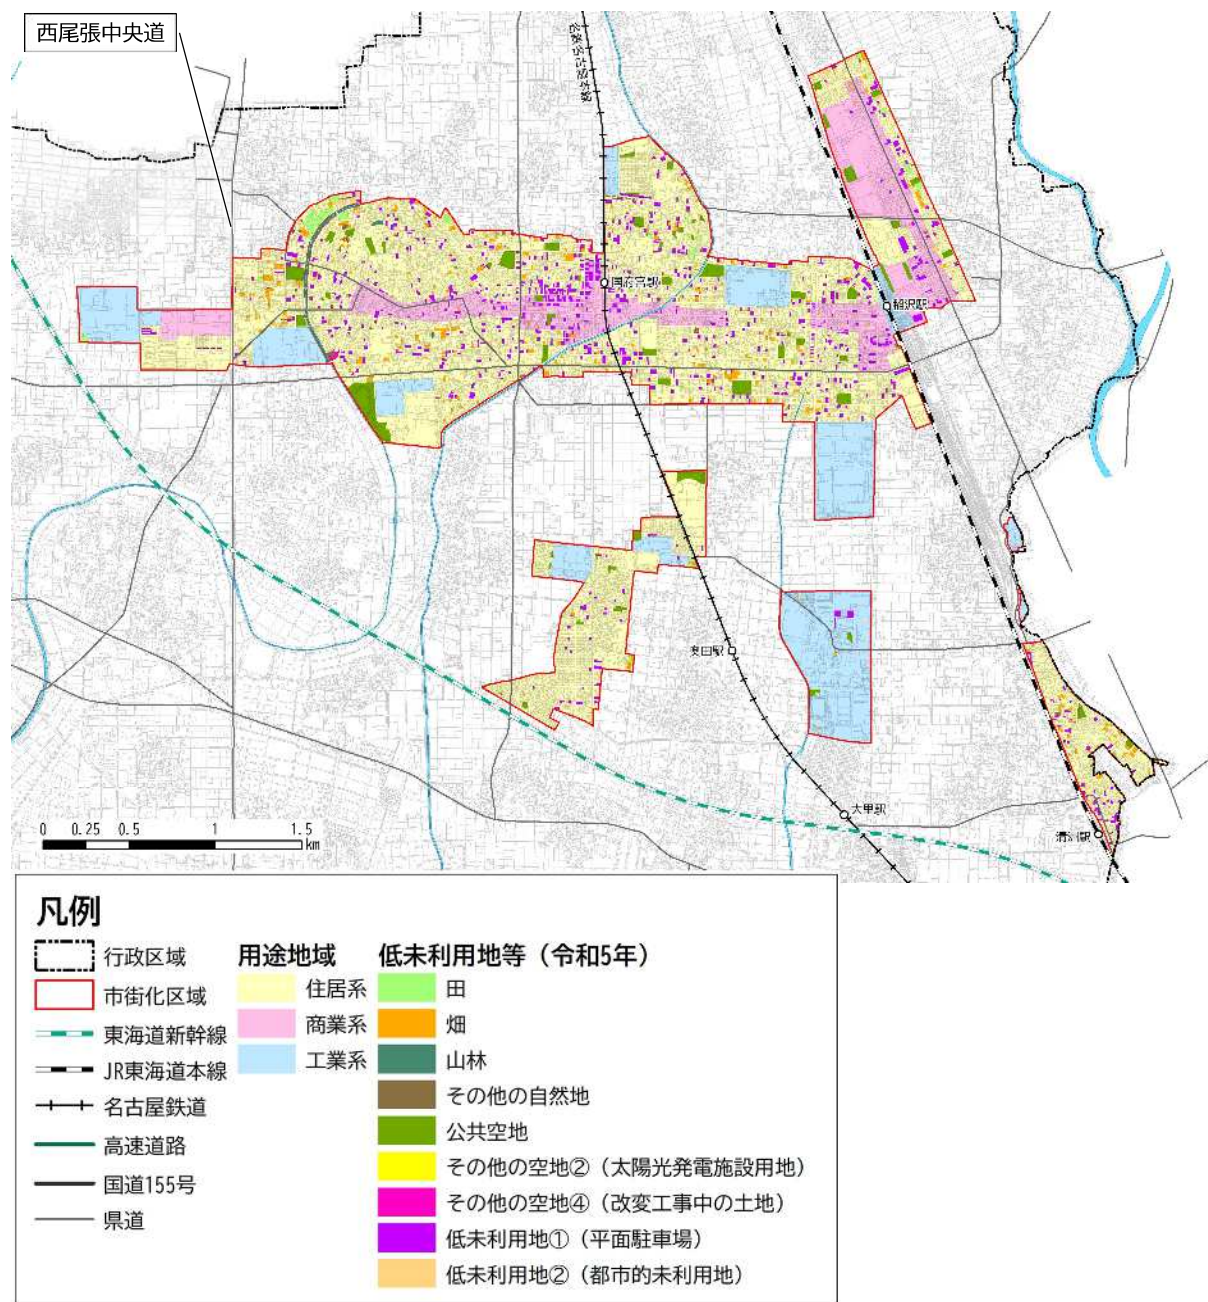 西尾張中央道
名古屋鉄道
国府宮駅
稲沢駅
奥田駅
大里駅
清洲駅
0 0.25 0.5 1 1.5
km
凡例
行政区域
市街化区域
東海道新幹線
JR東海道本線
名古屋鉄道
高速道路
国道155号
県道
用途地域
住居系
商業系
工業系
低未利用地等（令和5年）
田
畑
山林
その他の自然地
公共空地
その他の空地②（太陽光発電施設用地）
その他の空地④（改変工事中の土地）
低未利用地①（平面駐車場）
低未利用地②（都市的未利用地）